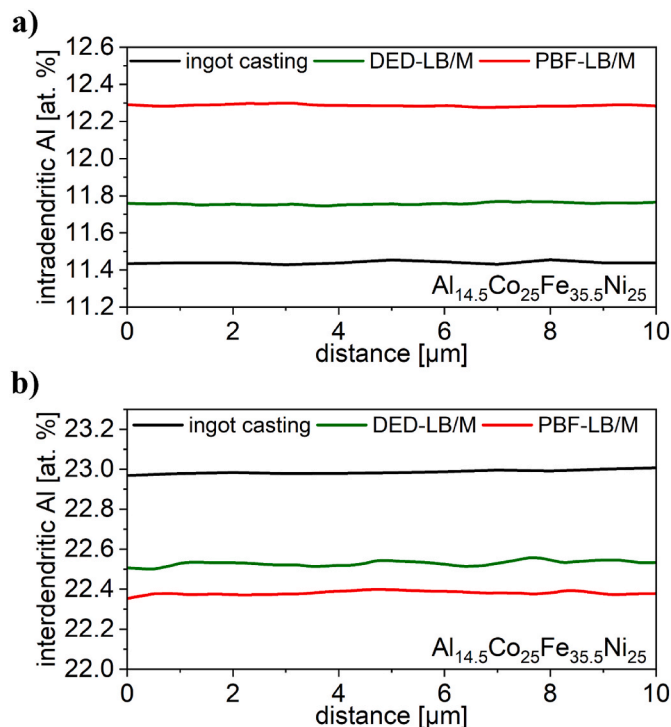 a)
intradendritic Al [at. %]
12.6
12.4
12.2
12.0
11.8
11.6
11.4
11.2
ingot casting DED-LB/M PBF-LB/M
Al₁₄.₅Co₂₅Fe₃₅.₅Ni₂₅
0 2 4 6 8 10
distance [µm]
b)
interdendritic Al [at. %]
23.2
23.0
22.8
22.6
22.4
22.2
22.0
ingot casting DED-LB/M PBF-LB/M
Al₁₄.₅Co₂₅Fe₃₅.₅Ni₂₅
0 2 4 6 8 10
distance [µm]